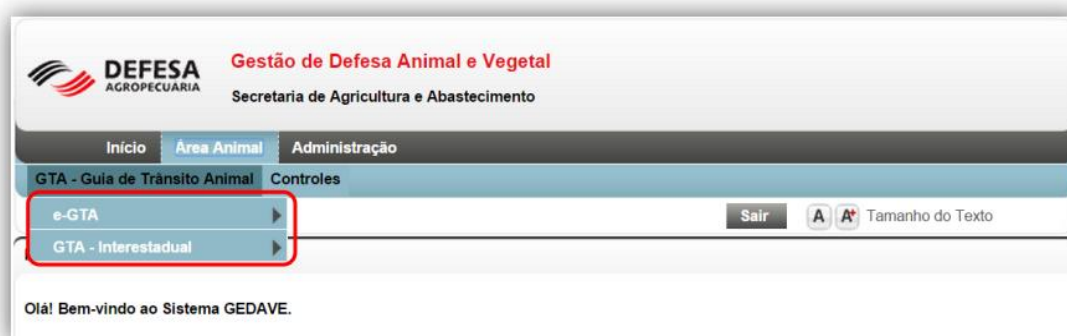 DEFESA
AGROPECUÁRIA
Gestão de Defesa Animal e Vegetal
Secretaria de Agricultura e Abastecimento
Início Área Animal Administração
GTA - Guia de Trânsito Animal Controles
e-GTA
Sair A A+ Tamanho do Texto
GTA - Interestadual
Olá! Bem-vindo ao Sistema GEDAVE.